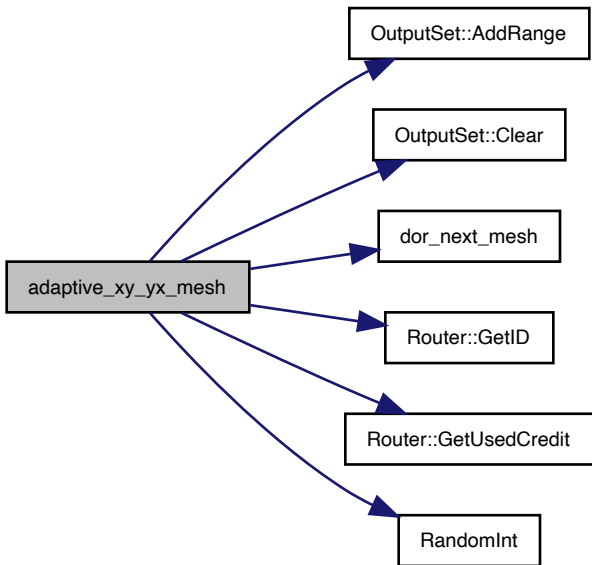 OutputSet::AddRange
OutputSet::Clear
dor_next_mesh
adaptive_xy_yx_mesh
Router::GetID
Router::GetUsedCredit
RandomInt